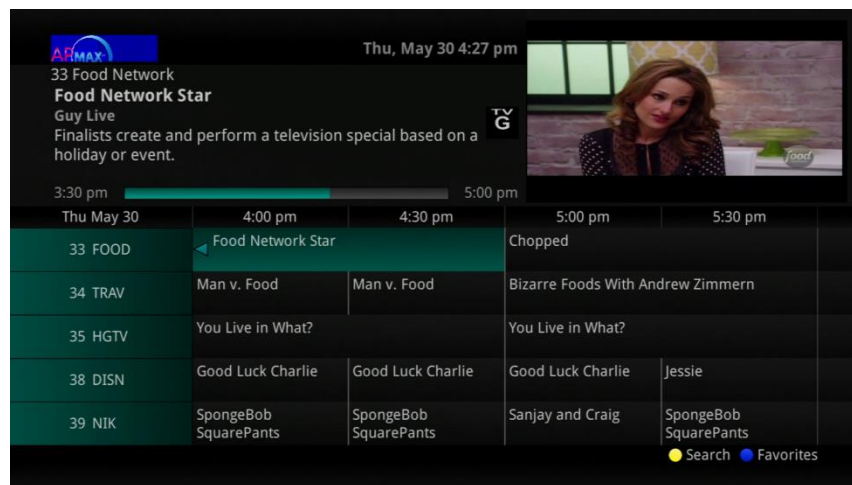 APMAX
Thu, May 30 4:27 pm
33 Food Network
Food Network Star
Guy Live
TV
G
Finalists create and perform a television special based on a
holiday or event.
food
3:30 pm 5:00 pm
Thu May 30 4:00 pm 4:30 pm 5:00 pm 5:30 pm
33 FOOD Food Network Star Chopped
34 TRAV Man v. Food Man v. Food Bizarre Foods With Andrew Zimmern
35 HGTV You Live in What? You Live in What?
38 DISN Good Luck Charlie Good Luck Charlie Good Luck Charlie Jessie
39 NIK SpongeBob SpongeBob Sanjay and Craig SpongeBob
SquarePants SquarePants SquarePants
Search Favorites